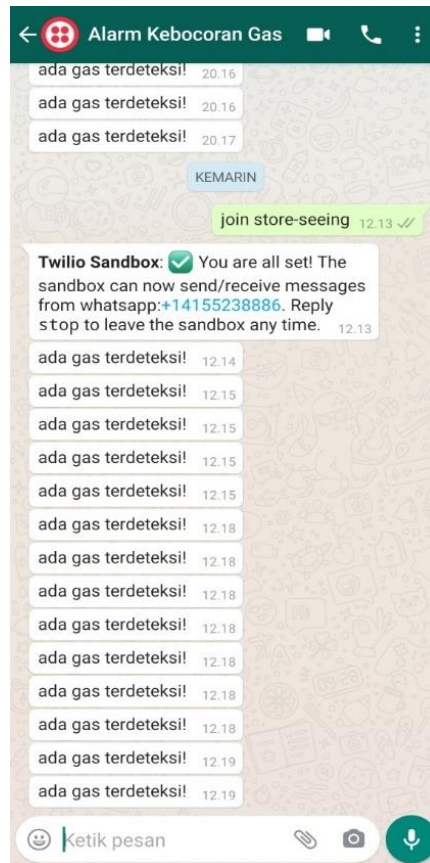 Alarm Kebocoran Gas
ada gas terdeteksi! 20.16
ada gas terdeteksi! 20.16
ada gas terdeteksi! 20.17
KEMARIN
join store-seeing 12.13
Twilio Sandbox: ✅ You are all set! The
sandbox can now send/receive messages
from whatsapp:+14155238886. Reply
stop to leave the sandbox any time. 12.13
ada gas terdeteksi! 12.14
ada gas terdeteksi! 12.15
ada gas terdeteksi! 12.15
ada gas terdeteksi! 12.15
ada gas terdeteksi! 12.15
ada gas terdeteksi! 12.18
ada gas terdeteksi! 12.18
ada gas terdeteksi! 12.18
ada gas terdeteksi! 12.18
ada gas terdeteksi! 12.18
ada gas terdeteksi! 12.18
ada gas terdeteksi! 12.18
ada gas terdeteksi! 12.19
ada gas terdeteksi! 12.19
Ketik pesan